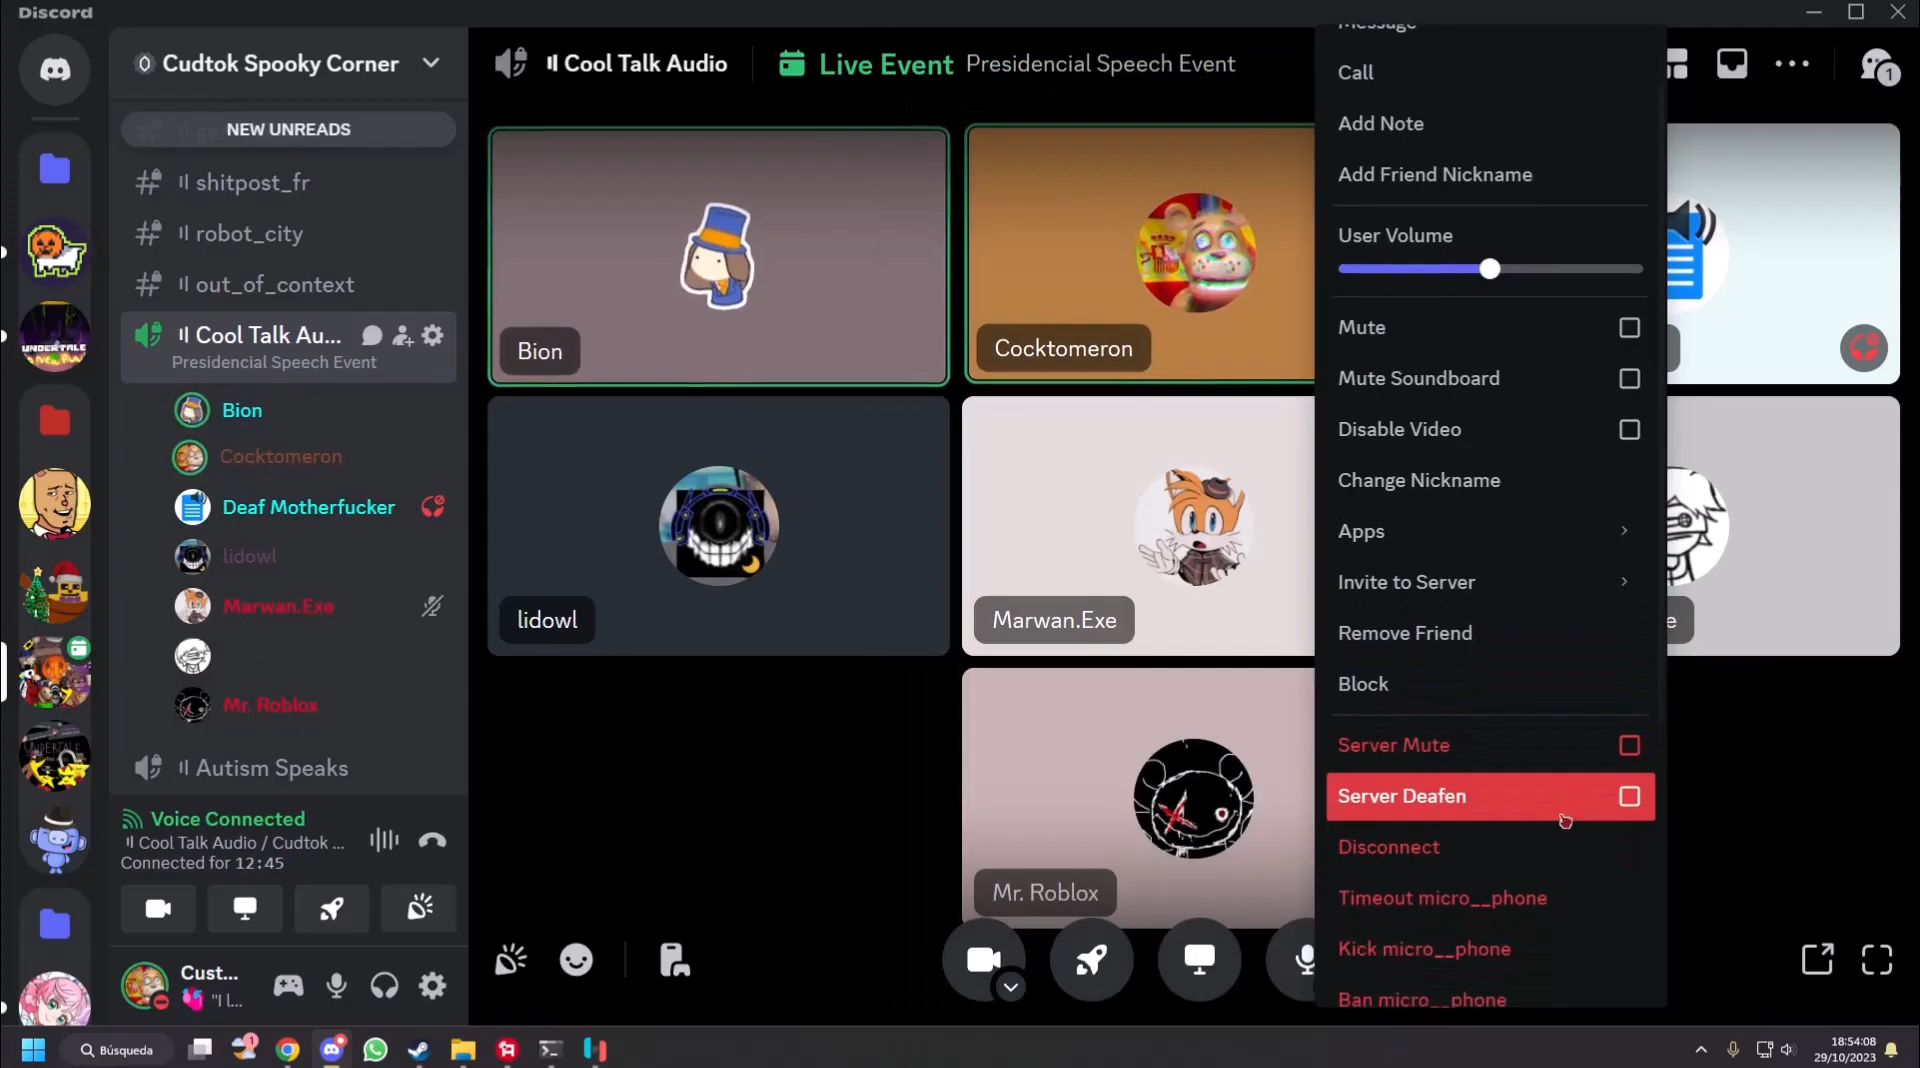 Discord
Cudtok Spooky Corner
NEW UNREADS
shitpost_fr
robot_city
out_of_context
Cool Talk Au...
Presidencial Speech Event
Bion
Cocktomeron
Deaf Motherfucker
lidowl
Marwan.Exe
Mr. Roblox
Autism Speaks
Voice Connected
Cool Talk Audio / Cudtok ...
Connected for 12:45
Cust...
"I l...
Cool Talk Audio
Live Event Presidencial Speech Event
1
Bion
Cocktomeron
lidowl
Marwan.Exe
e
Mr. Roblox
Message
Call
Add Note
Add Friend Nickname
User Volume
Mute
Mute Soundboard
Disable Video
Change Nickname
Apps
Invite to Server
Remove Friend
Block
Server Mute
Server Deafen
Disconnect
Timeout micro__phone
Kick micro__phone
Ban micro__phone
UNDERTALE
Búsqueda
1
18:54:08
29/10/2023